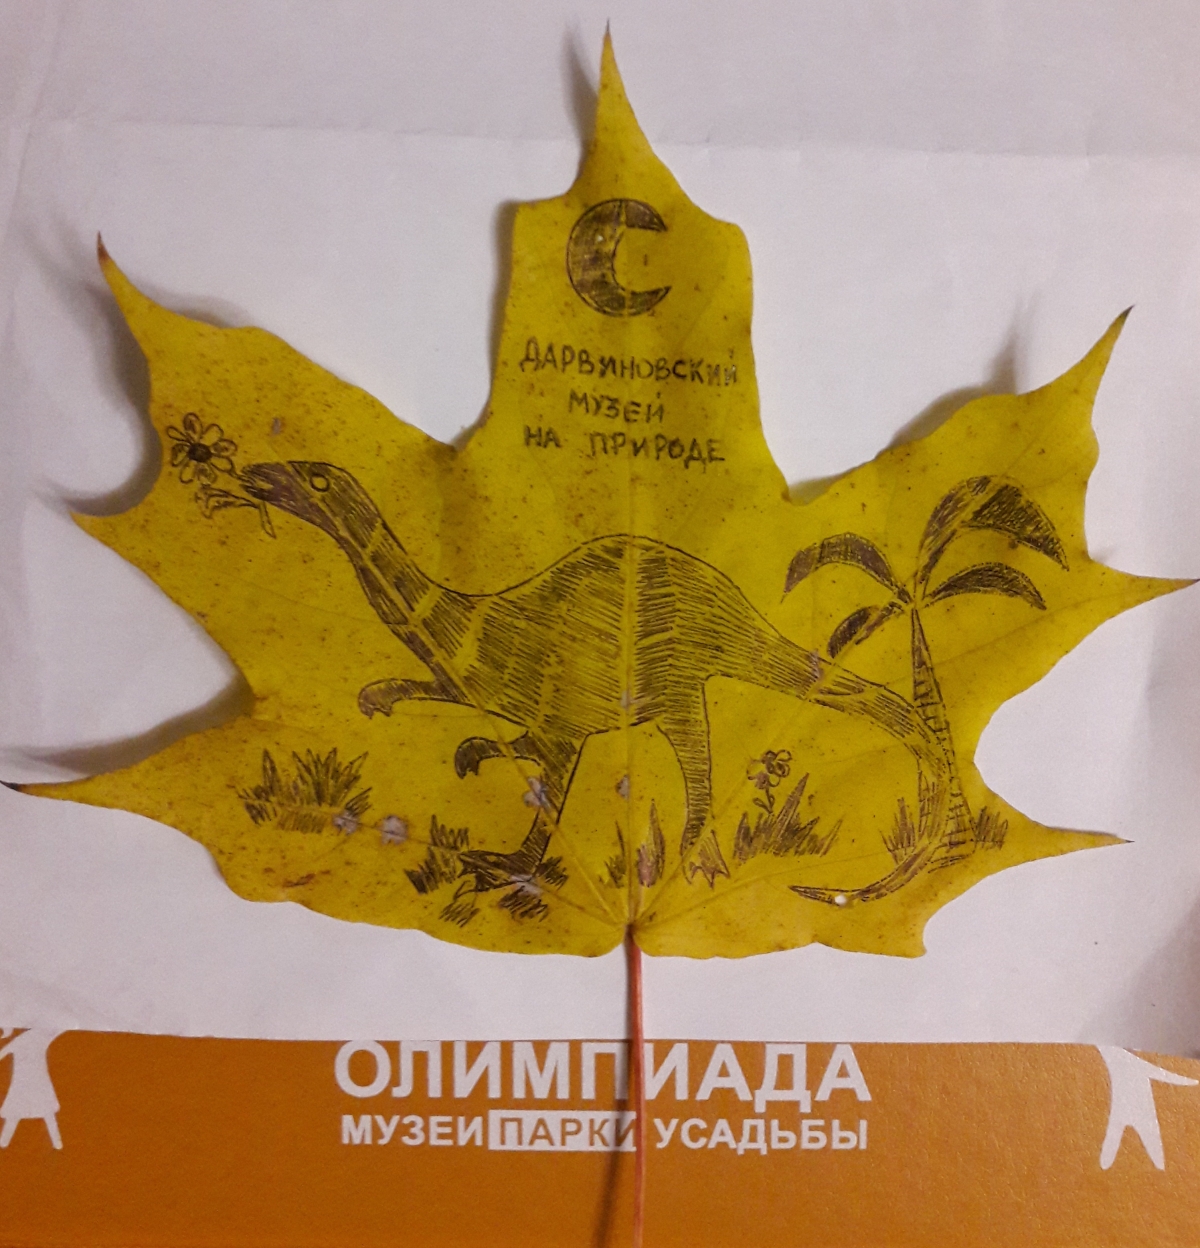 ДАРВИНОВСКИЙ
МУЗЕЙ
НА ПРИРОДЕ
ОЛИМПИАДА
МУЗЕИ ПАРКИ УСАДЬБЫ